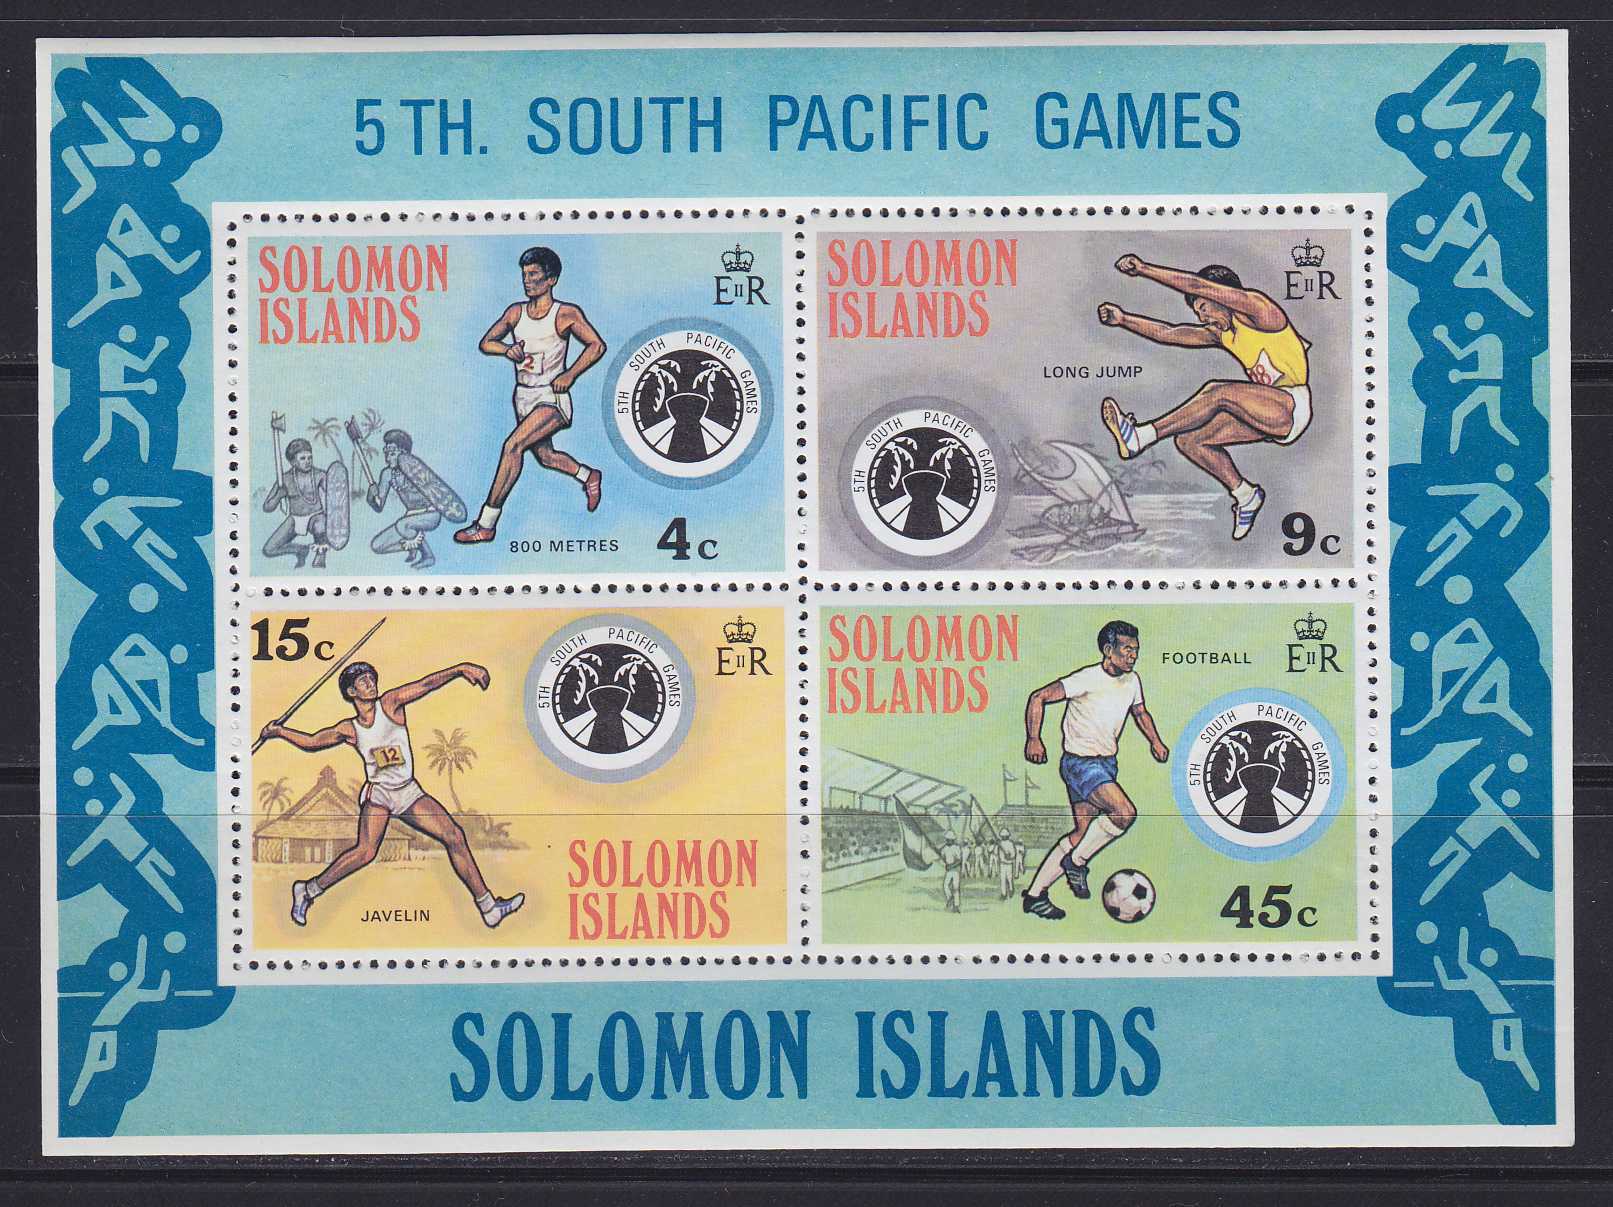 5TH. SOUTH PACIFIC GAMES
SOLOMON
ISLANDS
EIIR
2
5TH SOUTH PACIFIC GAMES
800 METRES
4c
SOLOMON
ISLANDS
EIIR
LONG JUMP
5TH SOUTH PACIFIC GAMES
9c
15c
5TH SOUTH PACIFIC GAMES
EIIR
12
JAVELIN
SOLOMON
ISLANDS
SOLOMON
ISLANDS
FOOTBALL
EIIR
5TH SOUTH PACIFIC GAMES
45c
SOLOMON ISLANDS